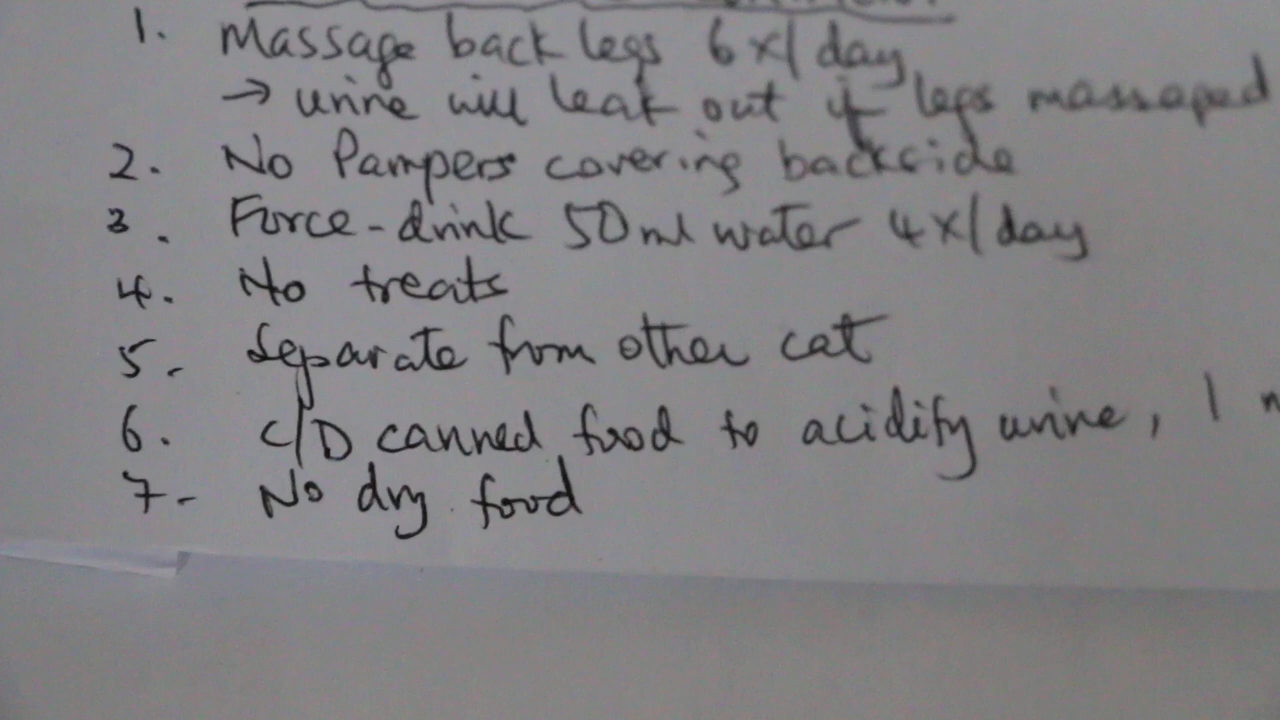 1. Massage back legs 6x/day
→ urine will leak out if legs massaged
2. No Pampers covering backside
3. Force-drink 50ml water 4x/day
4. No treats
5. Separate from other cat
6. C/D canned food to acidify urine, 1
7. No dry food